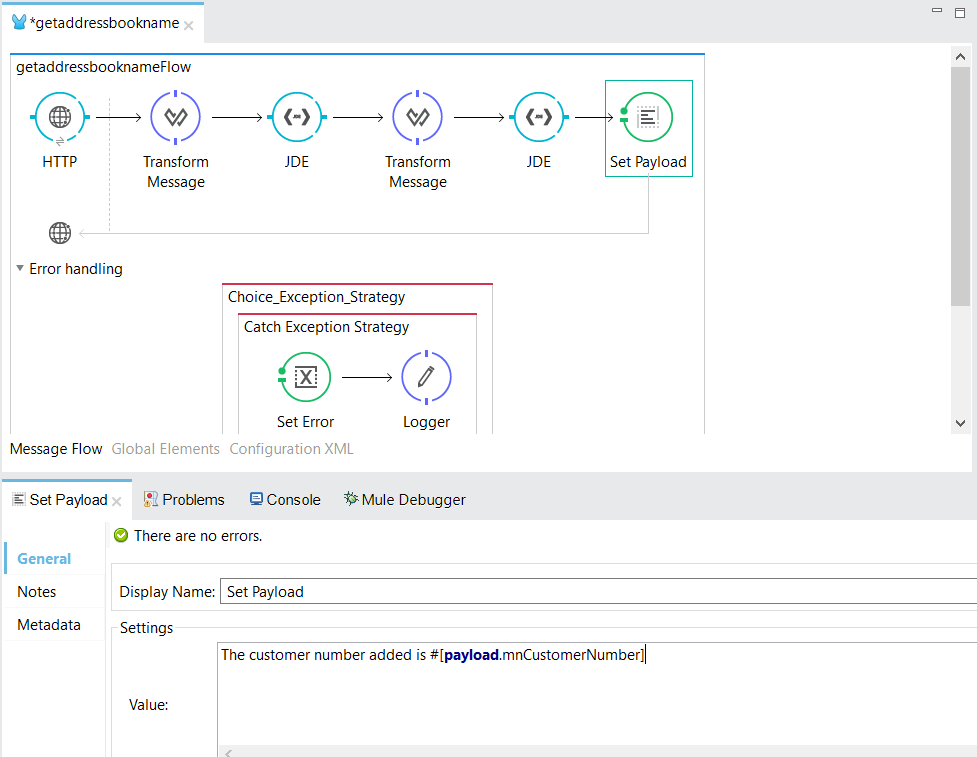 *getaddressbookname
getaddressbooknameFlow
HTTP
Transform Message
JDE
Transform Message
JDE
Set Payload
Error handling
Choice_Exception_Strategy
Catch Exception Strategy
Set Error
Logger
Message Flow Global Elements Configuration XML
Set Payload Problems Console Mule Debugger
There are no errors.
General
Notes
Metadata
Display Name: Set Payload
Settings
The customer number added is #[payload.mnCustomerNumber]
Value: